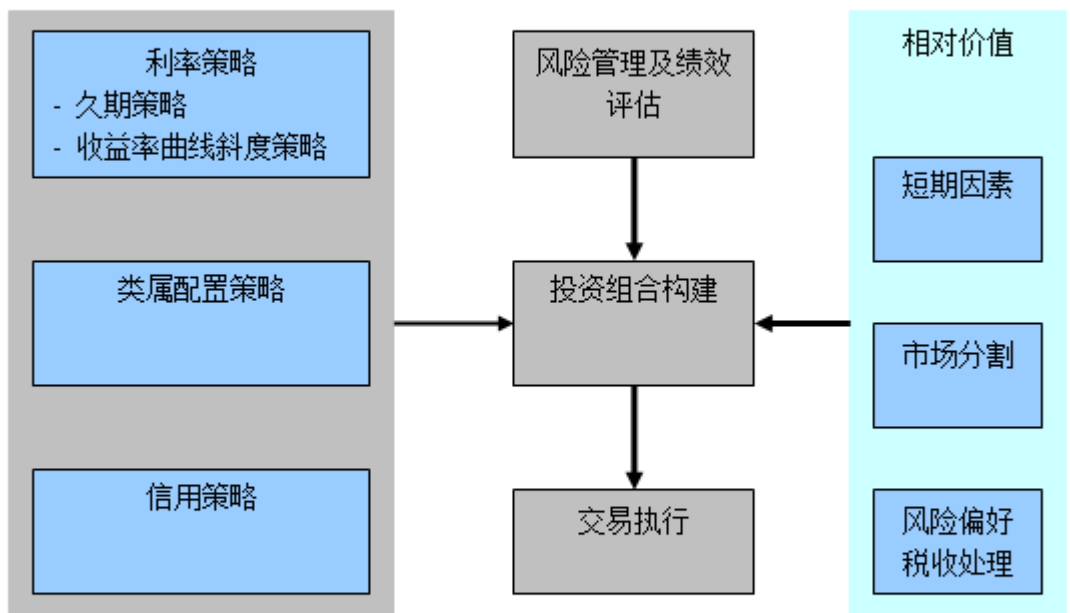 利率策略
- 久期策略
- 收益率曲线斜度策略
类属配置策略
信用策略
风险管理及绩效
评估
投资组合构建
交易执行
相对价值
短期因素
市场分割
风险偏好
税收处理